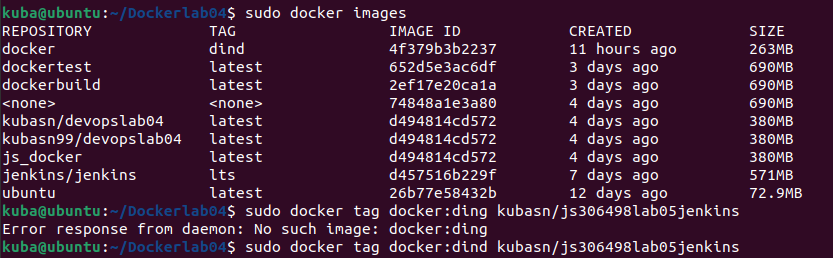 kuba@ubuntu:~/Dockerlab04$ sudo docker images
REPOSITORY TAG IMAGE ID CREATED SIZE
docker dind 4f379b3b2237 11 hours ago 263MB
dockertest latest 652d5e3ac6df 3 days ago 690MB
dockerbuild latest 2ef17e20ca1a 3 days ago 690MB
<none> <none> 74848a1e3a80 4 days ago 690MB
kubasn/devopslab04 latest d494814cd572 4 days ago 380MB
kubasn99/devopslab04 latest d494814cd572 4 days ago 380MB
js_docker latest d494814cd572 4 days ago 380MB
jenkins/jenkins lts d457516b229f 7 days ago 571MB
ubuntu latest 26b77e58432b 12 days ago 72.9MB
kuba@ubuntu:~/Dockerlab04$ sudo docker tag docker:ding kubasn/js306498lab05jenkins
Error response from daemon: No such image: docker:ding
kuba@ubuntu:~/Dockerlab04$ sudo docker tag docker:dind kubasn/js306498lab05jenkins